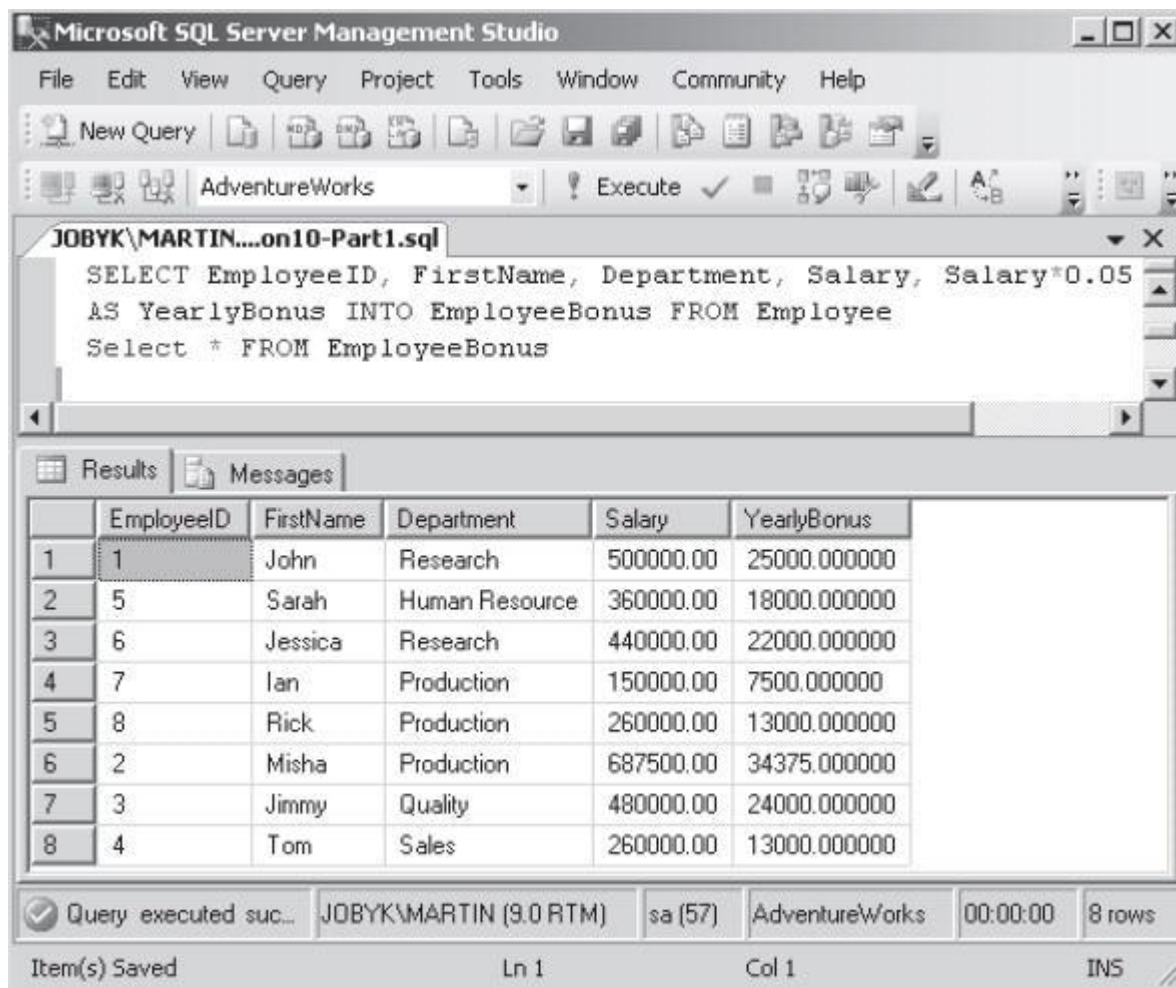 Microsoft SQL Server Management Studio
File Edit View Query Project Tools Window Community Help
New Query
AdventureWorks Execute
JOBYK\MARTIN....on10-Part1.sql
SELECT EmployeeID, FirstName, Department, Salary, Salary*0.05
AS YearlyBonus INTO EmployeeBonus FROM Employee
Select * FROM EmployeeBonus
Results Messages
EmployeeID FirstName Department Salary YearlyBonus
1 1 John Research 500000.00 25000.000000
2 5 Sarah Human Resource 360000.00 18000.000000
3 6 Jessica Research 440000.00 22000.000000
4 7 Ian Production 150000.00 7500.000000
5 8 Rick Production 260000.00 13000.000000
6 2 Misha Production 687500.00 34375.000000
7 3 Jimmy Quality 480000.00 24000.000000
8 4 Tom Sales 260000.00 13000.000000
Query executed suc... JOBYK\MARTIN (9.0 RTM) sa (57) AdventureWorks 00:00:00 8 rows
Item(s) Saved Ln 1 Col 1 INS